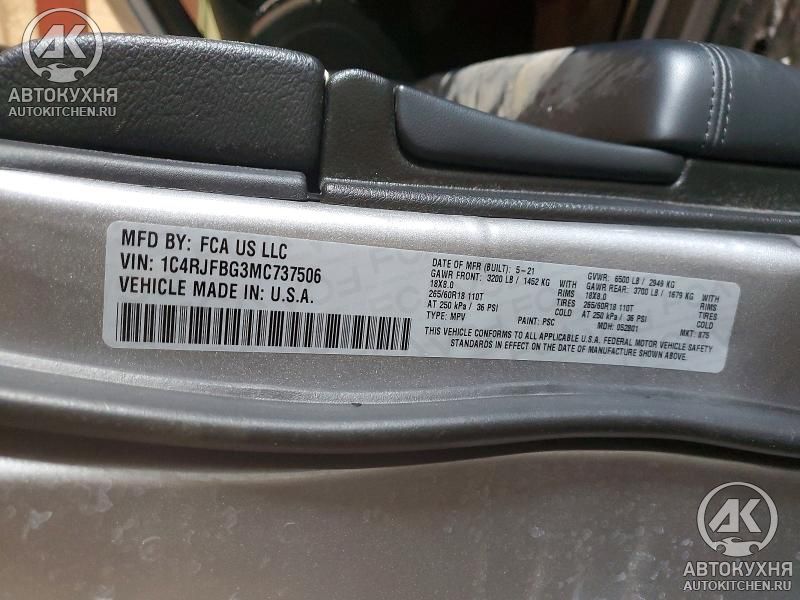 АК
АВТОКУХНЯ
AUTOKITCHEN.RU
MFD BY: FCA US LLC
VIN: 1C4RJFBG3MC737506
VEHICLE MADE IN U.S.A.
DATE OF MFR (BUILT): 5-21 GVWR: 6500 LB / 2949 KG
GAWR FRONT: 3200 LB / 1452 KG GAWR REAR: 3700 LB / 1679 KG
18X8.0 RIMS 18X8.0 RIMS
265/60R18 110T TIRES 265/60R18 110T TIRES
AT 250 kPa / 36 PSI COLD AT 250 kPa / 36 PSI COLD
TYPE: MPV PAINT: PSC MDH: 052801 MKT: 875
THIS VEHICLE CONFORMS TO ALL APPLICABLE U.S.A. FEDERAL MOTOR VEHICLE SAFETY
STANDARDS IN EFFECT ON THE DATE OF MANUFACTURE SHOWN ABOVE.
АК
АВТОКУХНЯ
AUTOKITCHEN.RU